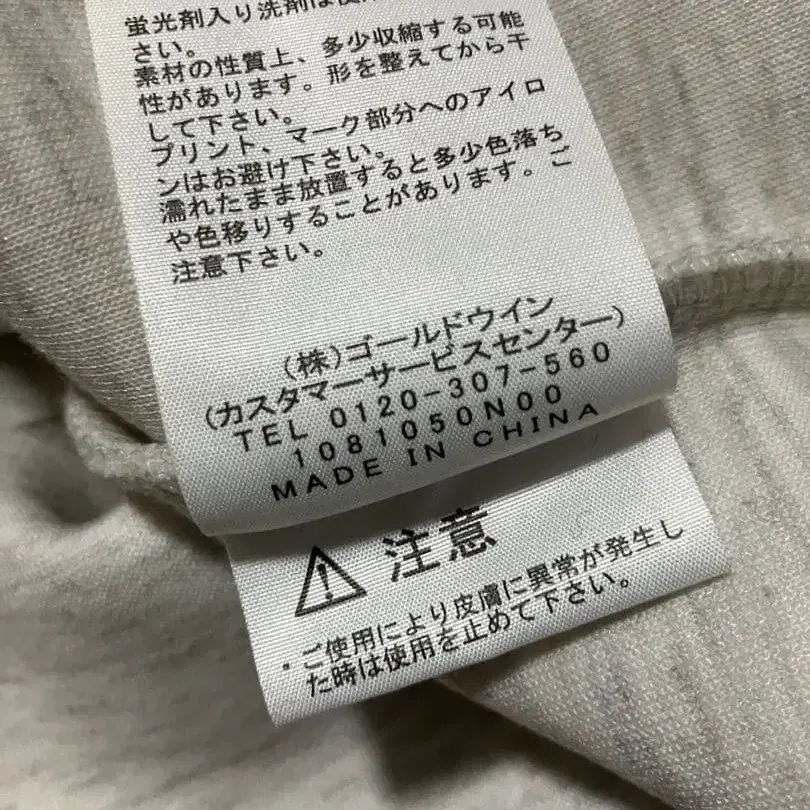 蛍光剤入り洗剤は使
さい。
素材の性質上、多少収縮する可能
性があります。形を整えてから干
して下さい。
プリント、マーク部分へのアイロ
ンはお避け下さい。
濡れたまま放置すると多少色落ち
や色移りすることがあります。ご
注意下さい。
(株)ゴールドウイン
(カスタマーサービスセンター)
TEL 0120-307-560
1081050N00
MADE IN CHINA
注意
・ご使用により皮膚に異常が発生し
た時は使用を止めて下さい。